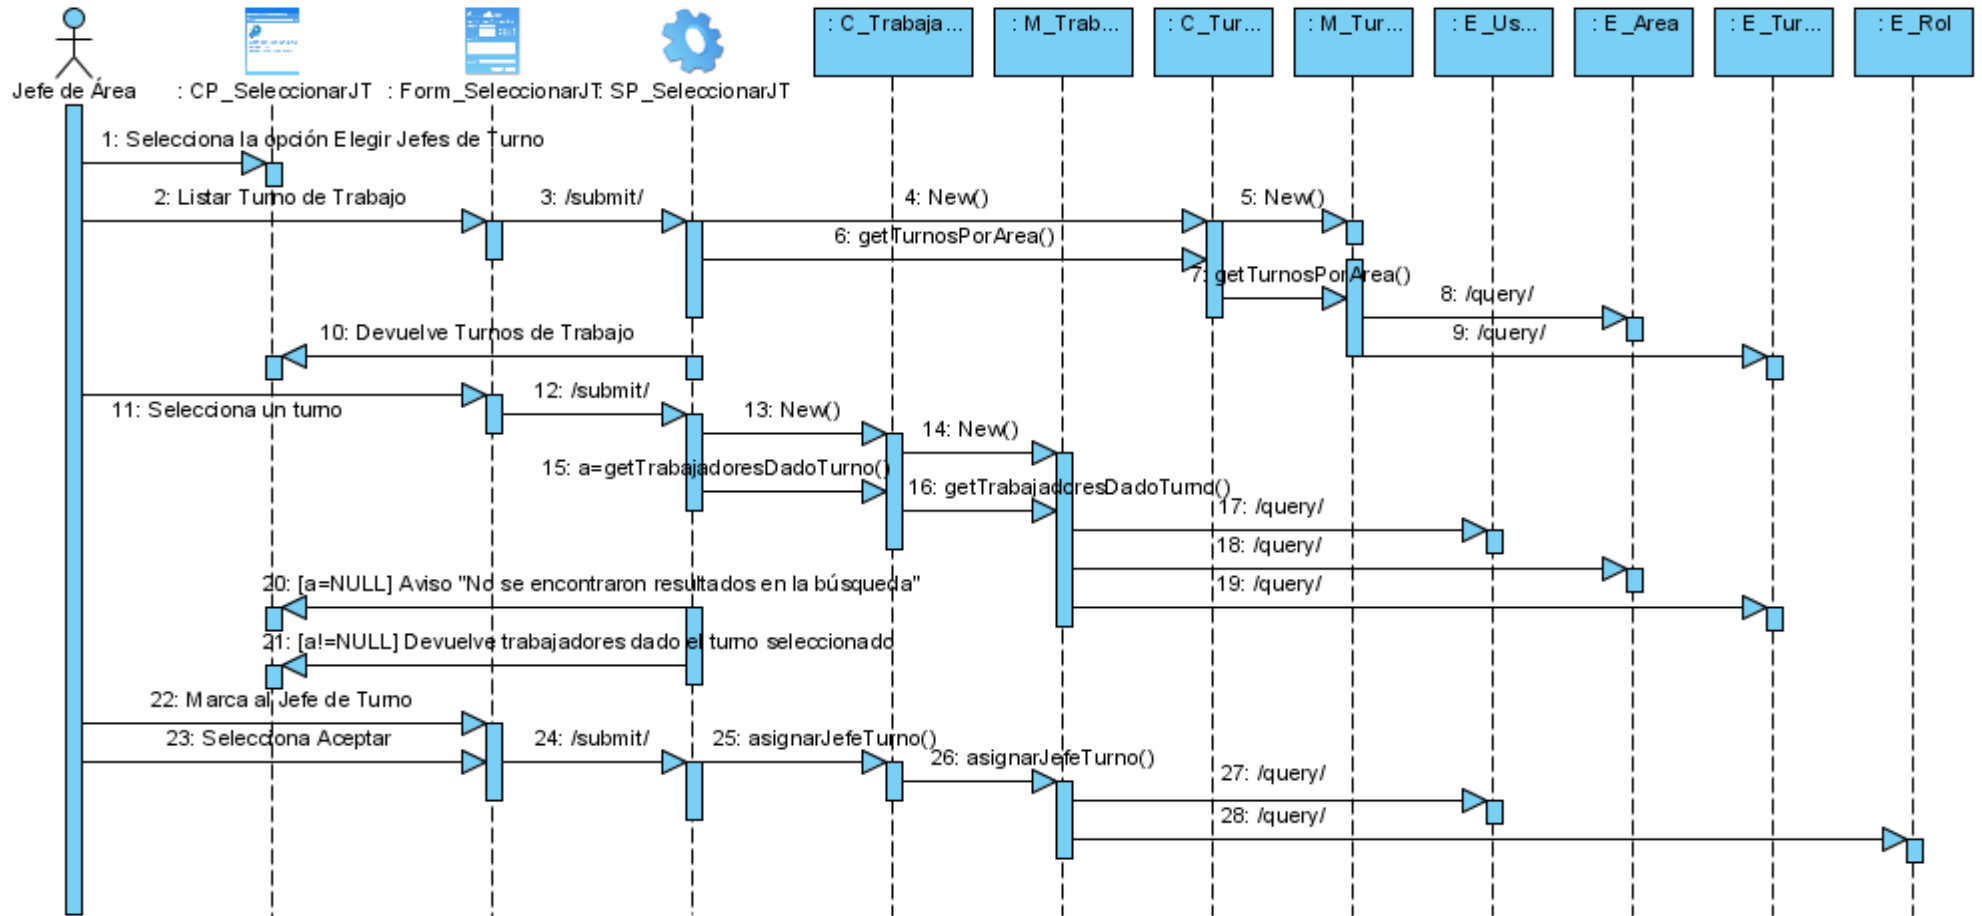 : C_Trabaja...
: M_Trab...
: C_Tur...
: M_Tur...
: E_Us...
: E_Area
: E_Tur...
: E_Rol
Jefe de Área
: CP_SeleccionarJT
: Form_SeleccionarJT
: SP_SeleccionarJT
1: Selecciona la opción Elegir Jefes de Turno
2: Listar Turno de Trabajo
3: /submit/
4: New()
5: New()
6: getTurnosPorArea()
7: getTurnosPorArea()
8: /query/
9: /query/
10: Devuelve Turnos de Trabajo
11: Selecciona un turno
12: /submit/
13: New()
14: New()
15: a=getTrabajadoresDadoTurno()
16: getTrabajadoresDadoTurno()
17: /query/
18: /query/
19: /query/
20: [a=NULL] Aviso "No se encontraron resultados en la búsqueda"
21: [a!=NULL] Devuelve trabajadores dado el turno seleccionado
22: Marca al Jefe de Turno
23: Selecciona Aceptar
24: /submit/
25: asignarJefeTurno()
26: asignarJefeTurno()
27: /query/
28: /query/